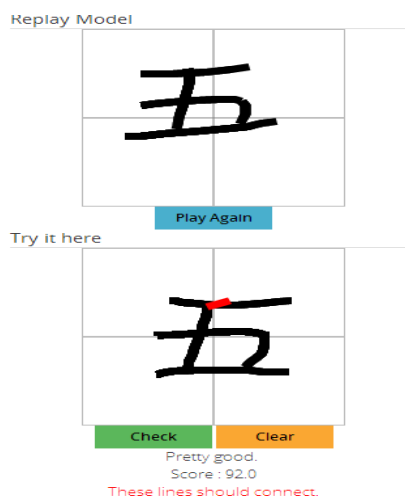 Replay Model
五
Play Again
Try it here
五
Check Clear
Pretty good.
Score : 92.0
These lines should connect.